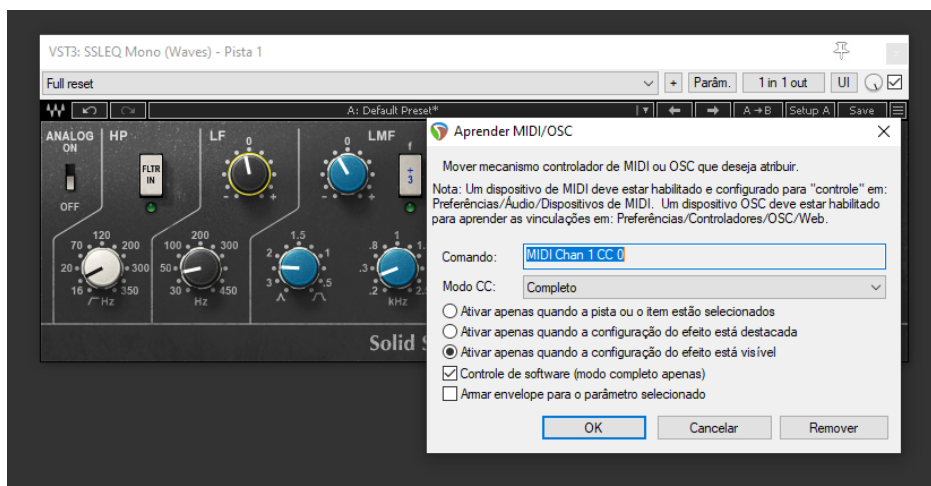 VST3: SSLEQ Mono (Waves) - Pista 1
Full reset
+ Parâm. 1 in 1 out UI
A: Default Preset* A→B Setup A Save
ANALOG
ON
OFF
HP
FLTR
IN
LF
0
- +
LMF
0
- +
f
÷
3
120
70 200
20 300
16 350
Hz
200
100 300
50
30 450
Hz
1.5
2
3 .5
.8 1
.3
.2 2
kHz
Solid
Aprender MIDI/OSC
Mover mecanismo controlador de MIDI ou OSC que deseja atribuir.
Nota: Um dispositivo de MIDI deve estar habilitado e configurado para "controle" em:
Preferências/Áudio/Dispositivos de MIDI. Um dispositivo OSC deve estar habilitado
para aprender as vinculações em: Preferências/Controladores/OSC/Web.
Comando: MIDI Chan 1 CC 0
Modo CC: Completo
Ativar apenas quando a pista ou o item estão selecionados
Ativar apenas quando a configuração do efeito está destacada
Ativar apenas quando a configuração do efeito está visível
Controle de software (modo completo apenas)
Armar envelope para o parâmetro selecionado
OK Cancelar Remover